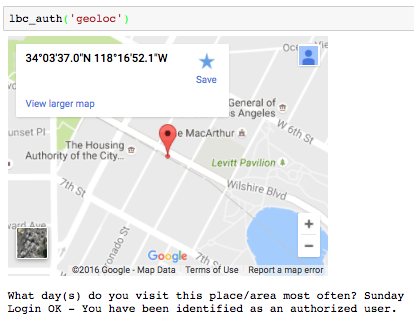 lbc_auth('geoloc')
34°03'37.0"N 118°16'52.1"W
Save
View larger map
General of
s Angeles
W 6th St
e MacArthur
The Housing
Authority of the City...
Levitt Pavilion
Wilshire Blvd
unset Pl
7th St
ward Ave
oronado St
7th St
Google
+
−
©2016 Google - Map Data Terms of Use Report a map error
What day(s) do you visit this place/area most often? Sunday
Login OK - You have been identified as an authorized user.